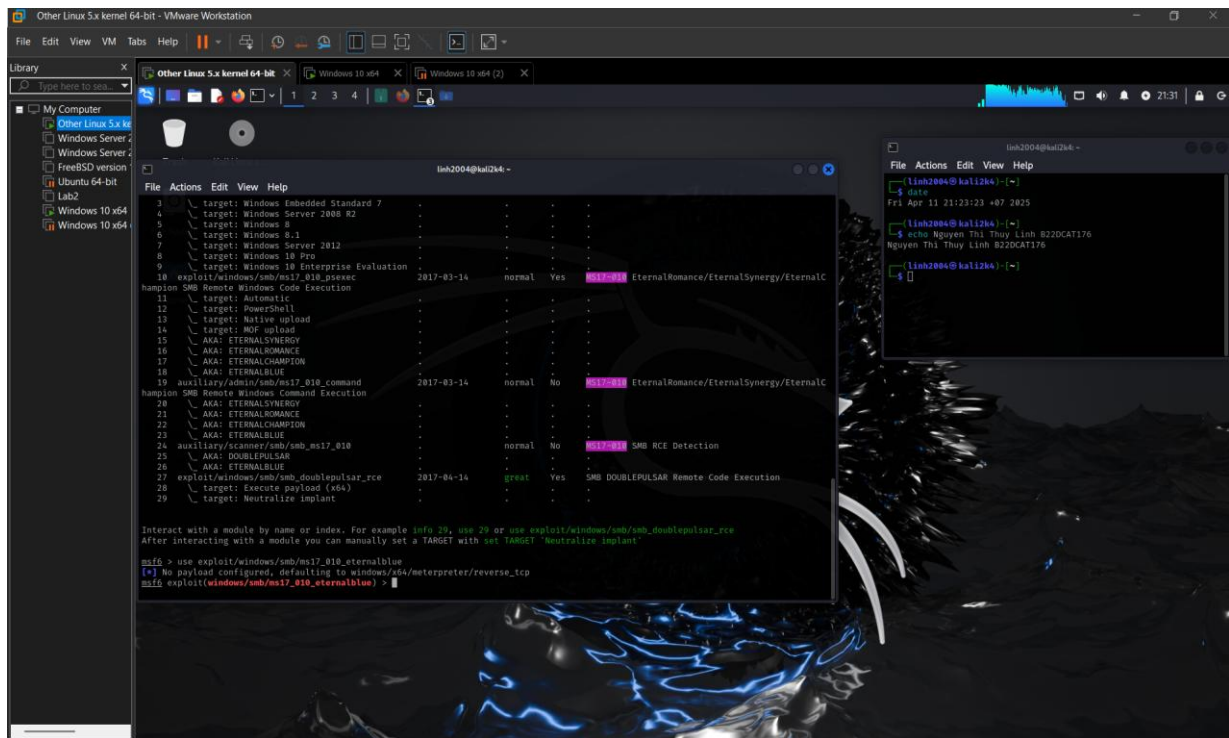 Other Linux 5.x kernel 64-bit - VMware Workstation
File Edit View VM Tabs Help
Library X
Type here to sea...
My Computer
Other Linux 5.x ke
Windows Server 2
Windows Server 2
FreeBSD version
Ubuntu 64-bit
Lab2
Windows 10 x64
Windows 10 x64
Other Linux 5.x kernel 64-bit
Windows 10 x64
Windows 10 x64 (2)
1 2 3 4
21:31
linh2004@kali2k4: ~
File Actions Edit View Help
3 \_ target: Windows Embedded Standard 7 . . . .
4 \_ target: Windows Server 2008 R2 . . . .
5 \_ target: Windows 8 . . . .
6 \_ target: Windows 8.1 . . . .
7 \_ target: Windows Server 2012 . . . .
8 \_ target: Windows 10 Pro . . . .
9 \_ target: Windows 10 Enterprise Evaluation . . . .
10 exploit/windows/smb/ms17_010_psexec 2017-03-14 normal Yes MS17-010 EternalRomance/EternalSynergy/EternalC
hampion SMB Remote Windows Code Execution
11 \_ target: Automatic . . . .
12 \_ target: PowerShell . . . .
13 \_ target: Native upload . . . .
14 \_ target: MOF upload . . . .
15 \_ AKA: ETERNALSYNERGY . . . .
16 \_ AKA: ETERNALROMANCE . . . .
17 \_ AKA: ETERNALCHAMPION . . . .
18 \_ AKA: ETERNALBLUE . . . .
19 auxiliary/admin/smb/ms17_010_command 2017-03-14 normal No MS17-010 EternalRomance/EternalSynergy/EternalC
hampion SMB Remote Windows Command Execution
20 \_ AKA: ETERNALSYNERGY . . . .
21 \_ AKA: ETERNALROMANCE . . . .
22 \_ AKA: ETERNALCHAMPION . . . .
23 \_ AKA: ETERNALBLUE . . . .
24 auxiliary/scanner/smb/smb_ms17_010 . normal No MS17-010 SMB RCE Detection
25 \_ AKA: DOUBLEPULSAR . . . .
26 \_ AKA: ETERNALBLUE . . . .
27 exploit/windows/smb/smb_doublepulsar_rce 2017-04-14 great Yes SMB DOUBLEPULSAR Remote Code Execution
28 \_ target: Execute payload (x64) . . . .
29 \_ target: Neutralize implant . . . .
Interact with a module by name or index. For example info 29, use 29 or use exploit/windows/smb/smb_doublepulsar_rce
After interacting with a module you can manually set a TARGET with set TARGET 'Neutralize implant'
msf6 > use exploit/windows/smb/ms17_010_eternalblue
[*] No payload configured, defaulting to windows/x64/meterpreter/reverse_tcp
msf6 exploit(windows/smb/ms17_010_eternalblue) >
linh2004@kali2k4: ~
File Actions Edit View Help
(linh2004㉿kali2k4)-[~]
$ date
Fri Apr 11 21:23:23 +07 2025
(linh2004㉿kali2k4)-[~]
$ echo Nguyen Thi Thuy Linh B22DCAT176
Nguyen Thi Thuy Linh B22DCAT176
(linh2004㉿kali2k4)-[~]
$